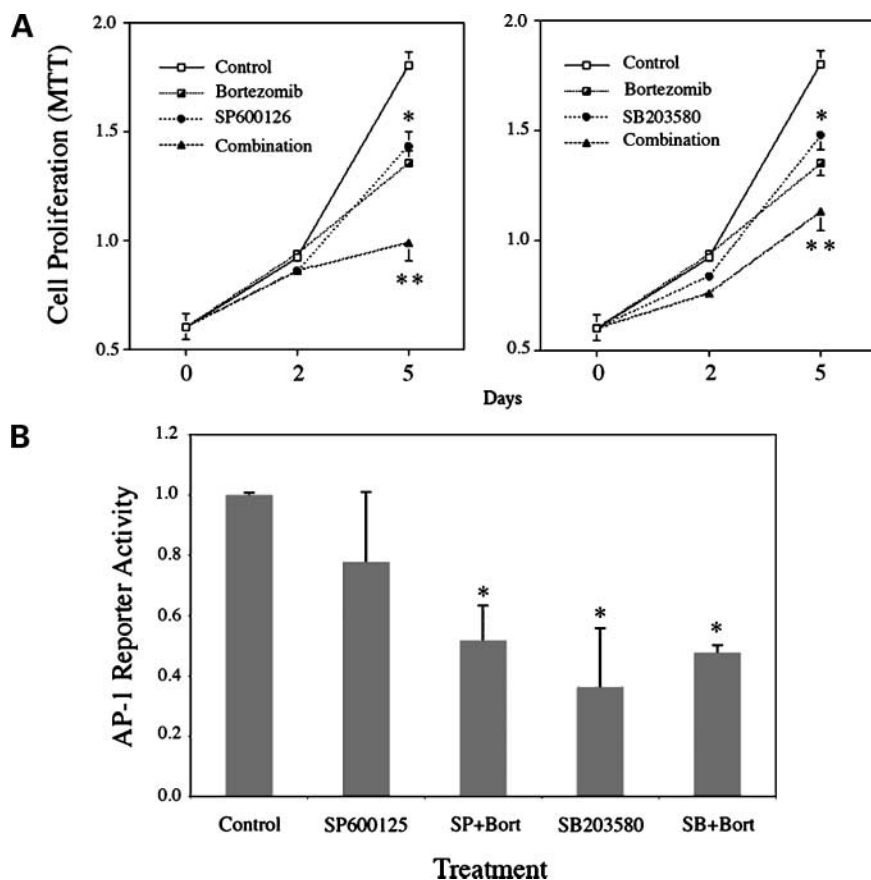 A
Cell Proliferation (MTT)
2.0
1.5
1.0
0.5
Control
Bortezomib
SP600126
Combination
*
**
0 2 5
2.0
1.5
1.0
0.5
Control
Bortezomib
SB203580
Combination
*
**
0 2 5
Days
B
AP-1 Reporter Activity
1.2
1.0
0.8
0.6
0.4
0.2
0.0
* * *
Control SP600125 SP+Bort SB203580 SB+Bort
Treatment